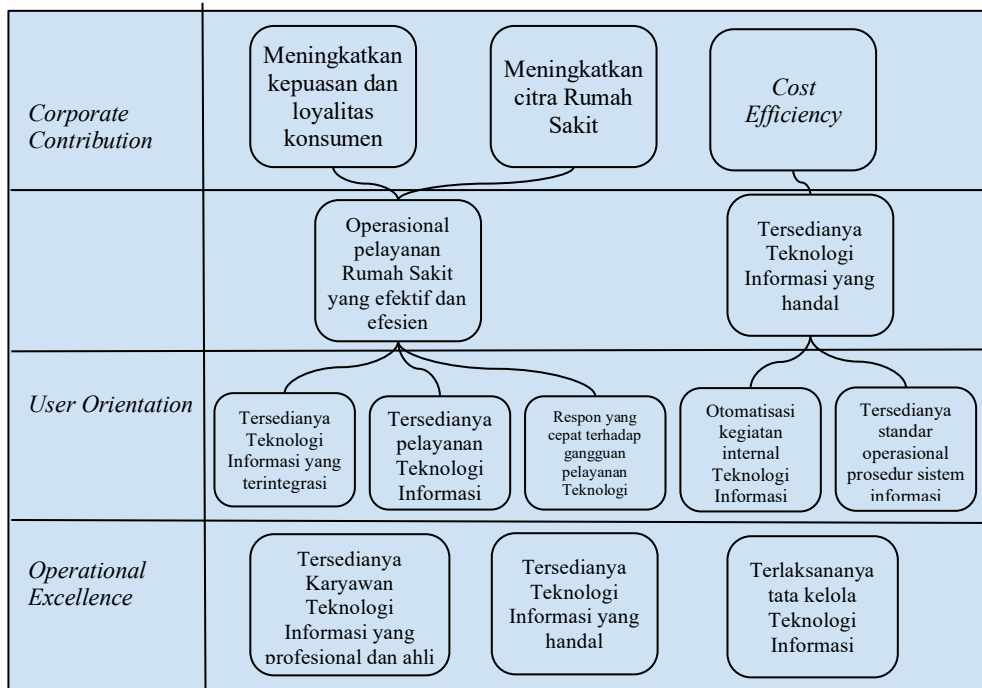 Corporate
Contribution
Meningkatkan
kepuasan dan
loyalitas
konsumen
Meningkatkan
citra Rumah
Sakit
Cost
Efficiency
Operasional
pelayanan
Rumah Sakit
yang efektif dan
efesien
Tersedianya
Teknologi
Informasi yang
handal
User Orientation
Tersedianya
Teknologi
Informasi yang
terintegrasi
Tersedianya
pelayanan
Teknologi
Informasi
Respon yang
cepat terhadap
gangguan
pelayanan
Teknologi
Otomatisasi
kegiatan
internal
Teknologi
Informasi
Tersedianya
standar
operasional
prosedur sistem
informasi
Operational
Excellence
Tersedianya
Karyawan
Teknologi
Informasi yang
profesional dan ahli
Tersedianya
Teknologi
Informasi yang
handal
Terlaksananya
tata kelola
Teknologi
Informasi